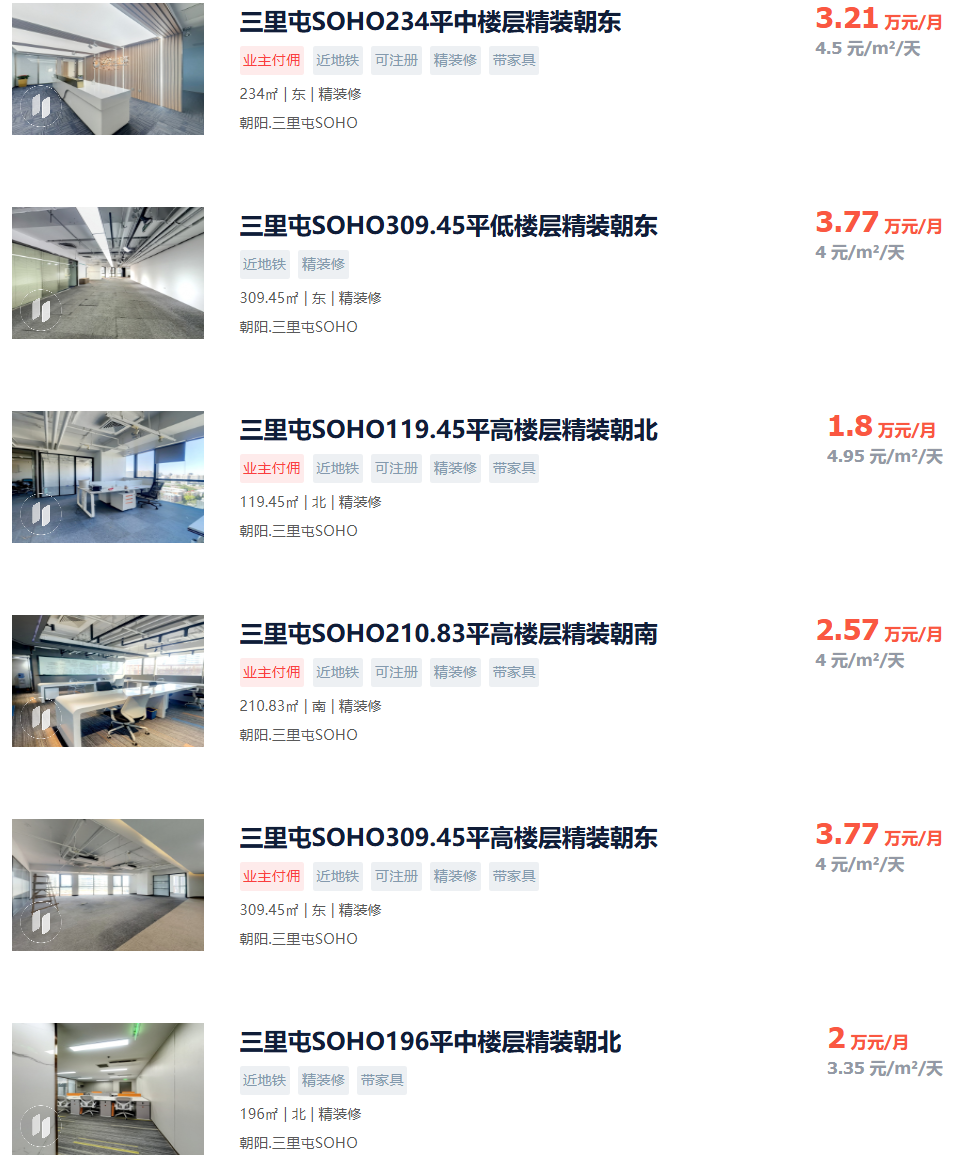 三里屯SOHO234平中楼层精装朝东
3.21 万元/月
业主付佣 近地铁 可注册 精装修 带家具
4.5 元/m²/天
234㎡ | 东 | 精装修
朝阳.三里屯SOHO
三里屯SOHO309.45平低楼层精装朝东
3.77 万元/月
近地铁 精装修
4 元/m²/天
309.45㎡ | 东 | 精装修
朝阳.三里屯SOHO
三里屯SOHO119.45平高楼层精装朝北
1.8 万元/月
业主付佣 近地铁 可注册 精装修 带家具
4.95 元/m²/天
119.45㎡ | 北 | 精装修
朝阳.三里屯SOHO
三里屯SOHO210.83平高楼层精装朝南
2.57 万元/月
业主付佣 近地铁 可注册 精装修 带家具
4 元/m²/天
210.83㎡ | 南 | 精装修
朝阳.三里屯SOHO
三里屯SOHO309.45平高楼层精装朝东
3.77 万元/月
业主付佣 近地铁 可注册 精装修 带家具
4 元/m²/天
309.45㎡ | 东 | 精装修
朝阳.三里屯SOHO
三里屯SOHO196平中楼层精装朝北
2 万元/月
近地铁 精装修 带家具
3.35 元/m²/天
196㎡ | 北 | 精装修
朝阳.三里屯SOHO